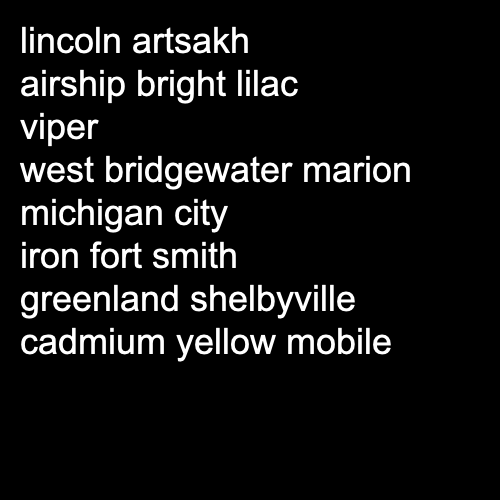 lincoln artsakh
airship bright lilac
viper
west bridgewater marion
michigan city
iron fort smith
greenland shelbyville
cadmium yellow mobile